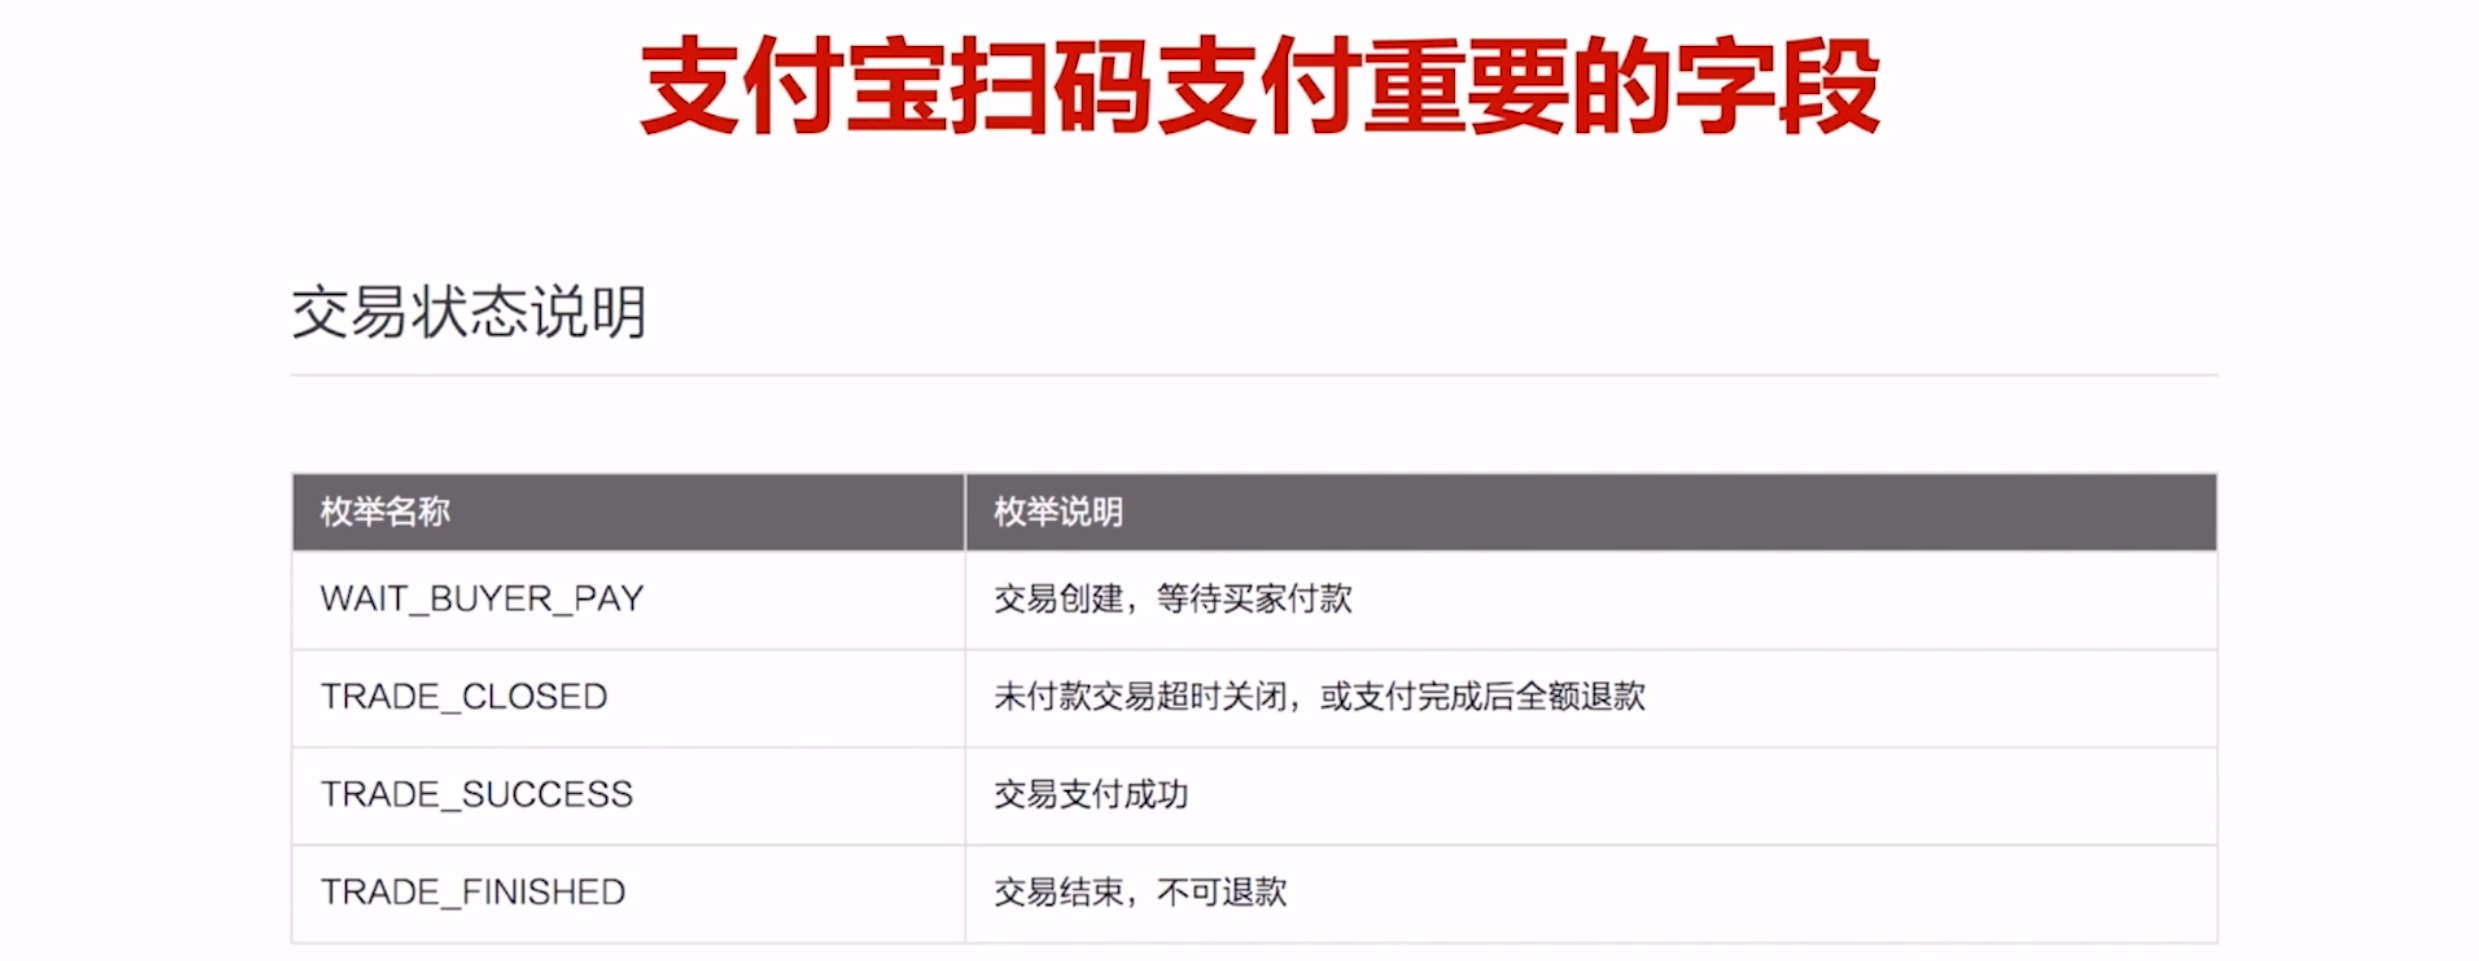 支付宝扫码支付重要的字段
交易状态说明
枚举名称 枚举说明
WAIT_BUYER_PAY 交易创建，等待买家付款
TRADE_CLOSED 未付款交易超时关闭，或支付完成后全额退款
TRADE_SUCCESS 交易支付成功
TRADE_FINISHED 交易结束，不可退款